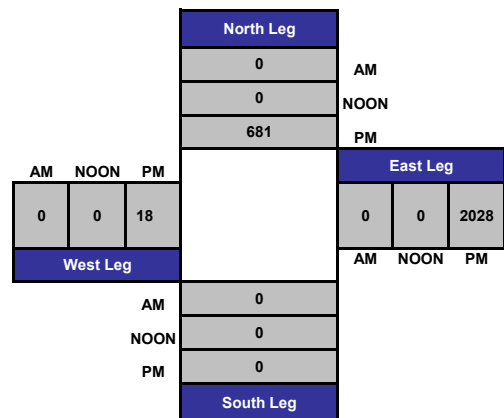 North Leg
0
AM
0
NOON
681
PM
AM NOON PM
East Leg
0 0 18
0 0 2028
West Leg
AM NOON PM
AM
0
NOON
0
PM
0
South Leg